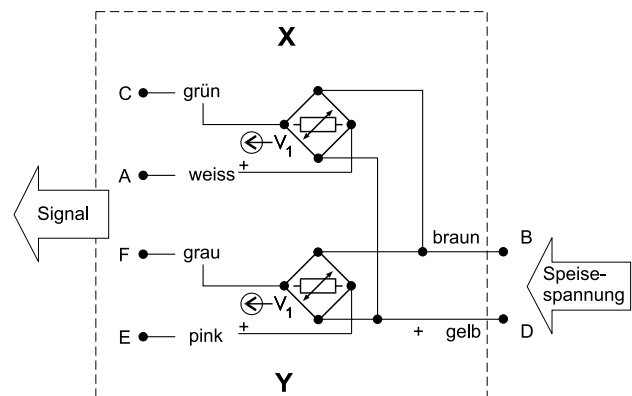 X
C grün
V1
+
A weiss
Signal
F grau
braun B
Speise-
spannung
V1
+
+ gelb D
E pink
Y